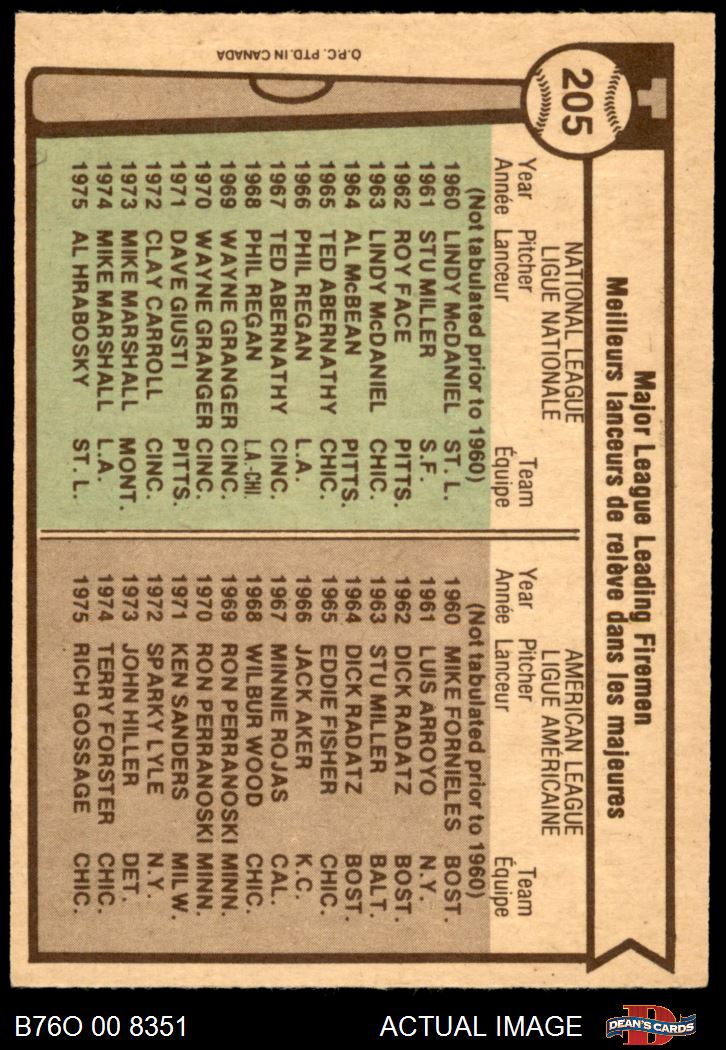 205
Major League Leading Firemen
Meilleurs lanceurs de relève dans les majeures
NATIONAL LEAGUE
LIGUE NATIONALE
Year Pitcher Team
Année Lanceur Équipe
(Not tabulated prior to 1960)
1960 LINDY McDANIEL ST. L.
1961 STU MILLER S.F.
1962 ROY FACE PITTS.
1963 LINDY McDANIEL CHIC.
1964 AL McBEAN PITTS.
1965 TED ABERNATHY CHIC.
1966 PHIL REGAN L.A.
1967 TED ABERNATHY CINC.
1968 PHIL REGAN L.A.-CHI.
1969 WAYNE GRANGER CINC.
1970 WAYNE GRANGER CINC.
1971 DAVE GIUSTI PITTS.
1972 CLAY CARROLL CINC.
1973 MIKE MARSHALL MONT.
1974 MIKE MARSHALL L.A.
1975 AL HRABOSKY ST. L.
AMERICAN LEAGUE
LIGUE AMÉRICAINE
Year Pitcher Team
Année Lanceur Équipe
(Not tabulated prior to 1960)
1960 MIKE FORNIELES BOST.
1961 LUIS ARROYO N.Y.
1962 DICK RADATZ BOST.
1963 STU MILLER BALT.
1964 DICK RADATZ BOST.
1965 EDDIE FISHER CHIC.
1966 JACK AKER K.C.
1967 MINNIE ROJAS CAL.
1968 WILBUR WOOD CHIC.
1969 RON PERRANOSKI MINN.
1970 RON PERRANOSKI MINN.
1971 KEN SANDERS MILW.
1972 SPARKY LYLE N.Y.
1973 JOHN HILLER DET.
1974 TERRY FORSTER CHIC.
1975 RICH GOSSAGE CHIC.
O.P.C. PTD. IN CANADA
B76O 00 8351
ACTUAL IMAGE
DEAN'S CARDS